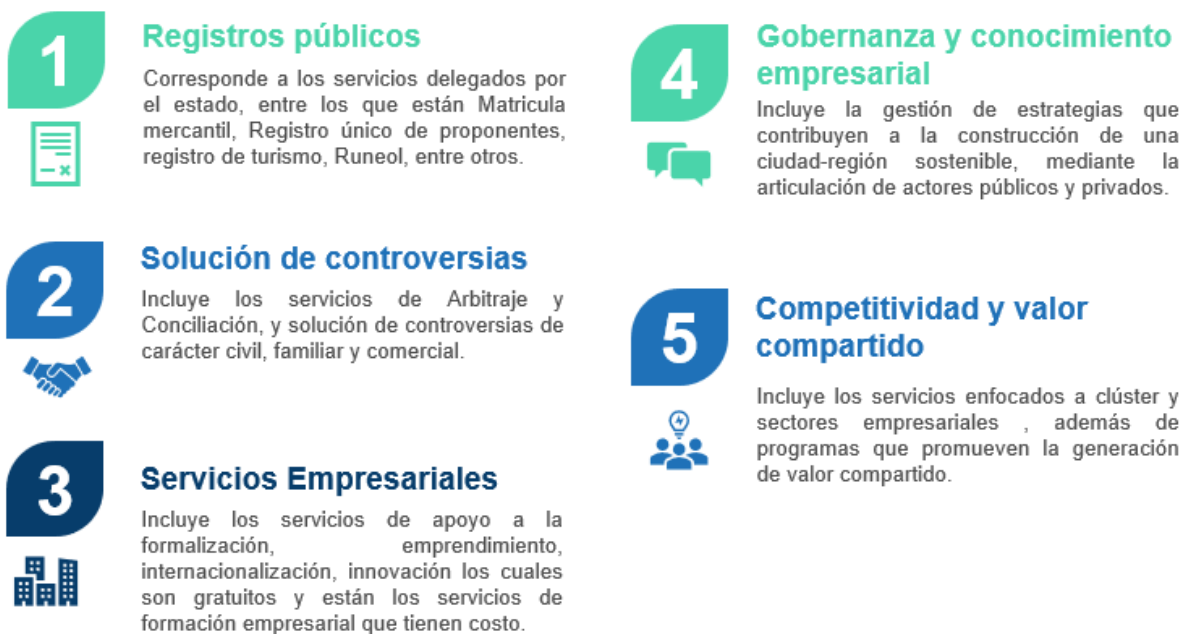 1
Registros públicos
Corresponde a los servicios delegados por
el estado, entre los que están Matricula
mercantil, Registro único de proponentes,
registro de turismo, Runeol, entre otros.
2
Solución de controversias
Incluye los servicios de Arbitraje y
Conciliación, y solución de controversias de
carácter civil, familiar y comercial.
3
Servicios Empresariales
Incluye los servicios de apoyo a la
formalización, emprendimiento,
internacionalización, innovación los cuales
son gratuitos y están los servicios de
formación empresarial que tienen costo.
4
Gobernanza y conocimiento
empresarial
Incluye la gestión de estrategias que
contribuyen a la construcción de una
ciudad-región sostenible, mediante la
articulación de actores públicos y privados.
5
Competitividad y valor
compartido
Incluye los servicios enfocados a clúster y
sectores empresariales , además de
programas que promueven la generación
de valor compartido.